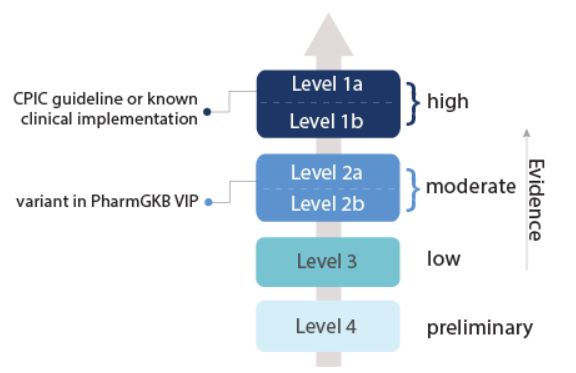 Level 1a
CPIC guideline or known
clinical implementation
Level 1b
high
Level 2a
variant in PharmGKB VIP
Level 2b
moderate
Level 3
low
Level 4
preliminary
Evidence